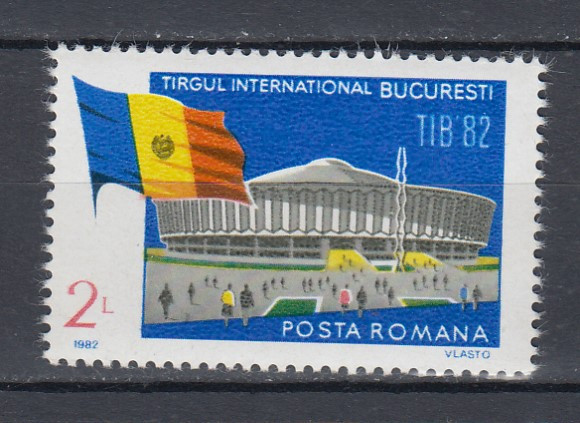 TIRGUL INTERNATIONAL BUCURESTI
TIB'82
2L
POSTA ROMANA
1982
VLASTO